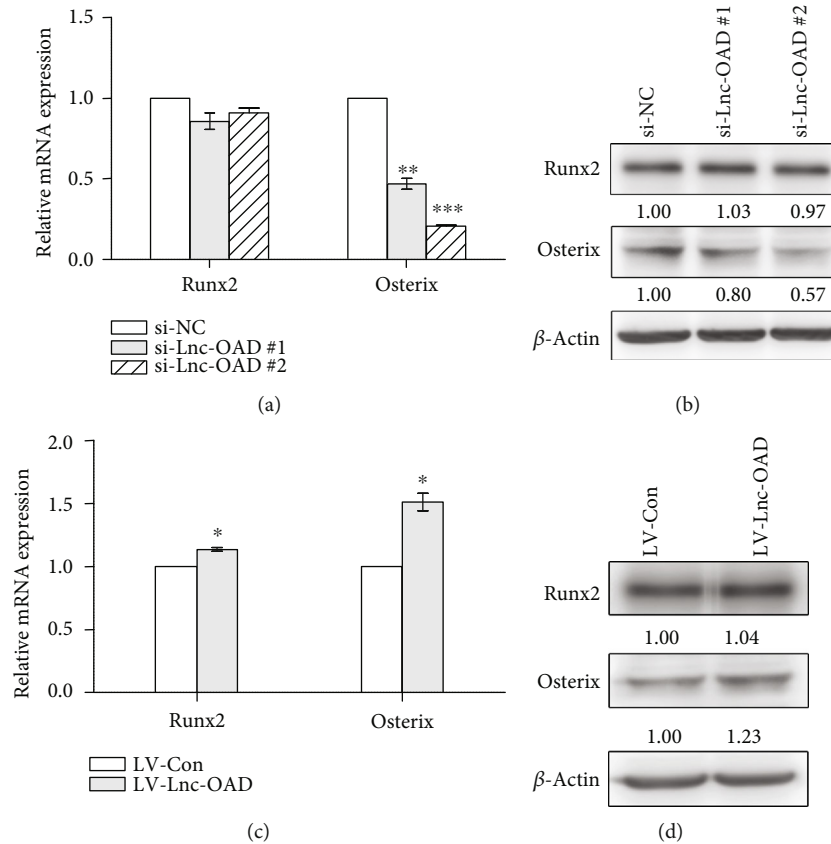 1.5
1.0
0.5
0.0
Relative mRNA expression
** 
***
Runx2
Osterix
si-NC
si-Lnc-OAD #1
si-Lnc-OAD #2
(a)
si-NC
si-Lnc-OAD #1
si-Lnc-OAD #2
Runx2
1.00 1.03 0.97
Osterix
1.00 0.80 0.57
β-Actin
(b)
2.0
1.5
1.0
0.5
0.0
Relative mRNA expression
*
*
Runx2
Osterix
LV-Con
LV-Lnc-OAD
(c)
LV-Con
LV-Lnc-OAD
Runx2
1.00 1.04
Osterix
1.00 1.23
β-Actin
(d)